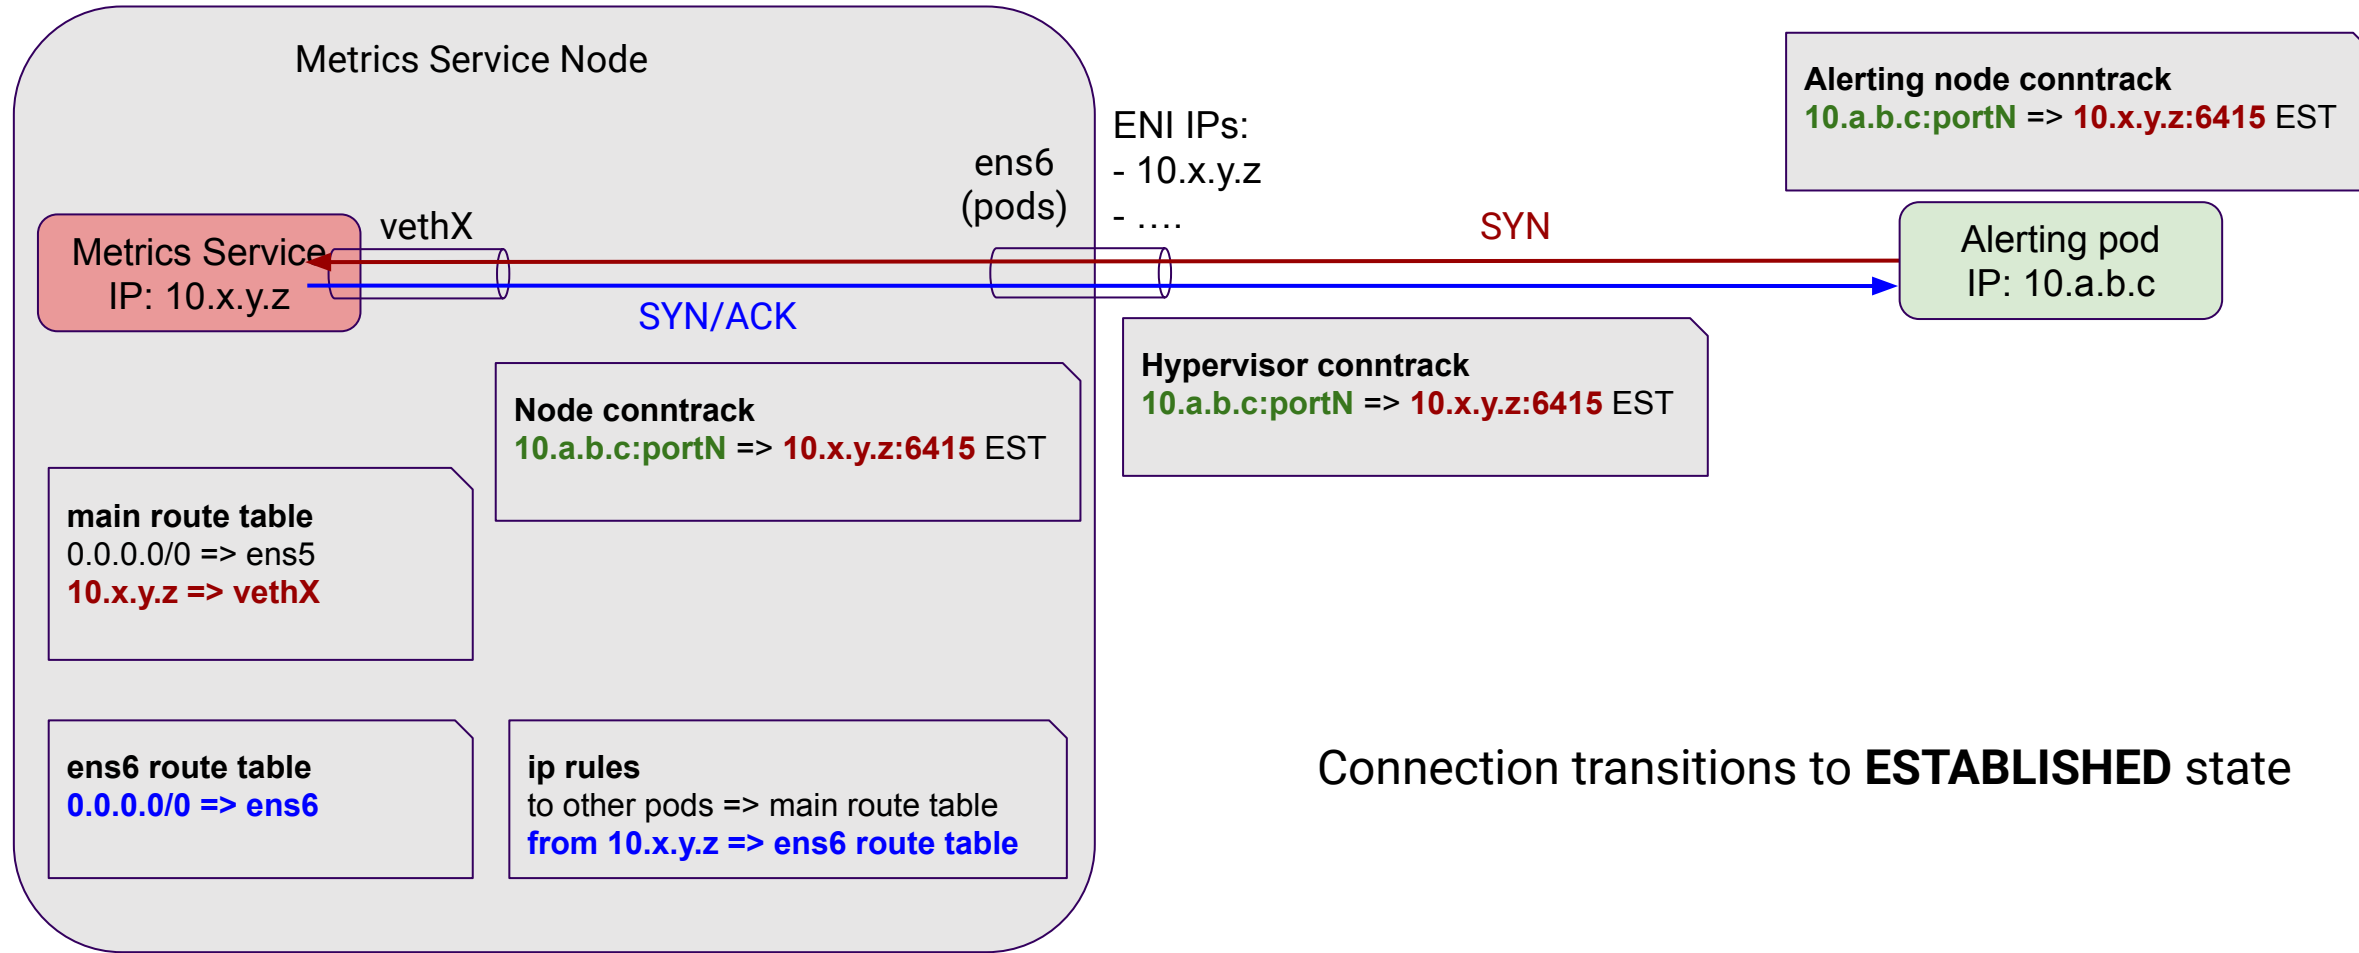 Metrics Service Node
Alerting node conntrack
10.a.b.c:portN => 10.x.y.z:6415 EST
ENI IPs:
- 10.x.y.z
- ....
ens6
(pods)
vethX
SYN
Metrics Service
IP: 10.x.y.z
Alerting pod
IP: 10.a.b.c
SYN/ACK
Hypervisor conntrack
10.a.b.c:portN => 10.x.y.z:6415 EST
Node conntrack
10.a.b.c:portN => 10.x.y.z:6415 EST
main route table
0.0.0.0/0 => ens5
10.x.y.z => vethX
ens6 route table
0.0.0.0/0 => ens6
ip rules
to other pods => main route table
from 10.x.y.z => ens6 route table
Connection transitions to ESTABLISHED state